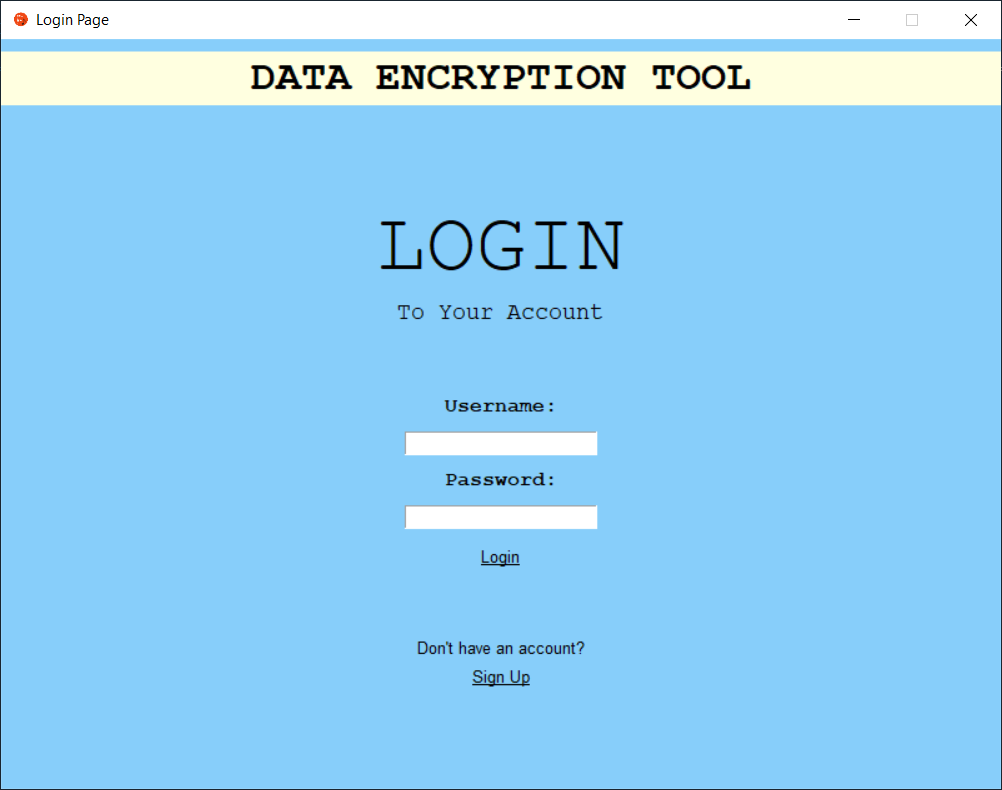 Login Page
DATA ENCRYPTION TOOL
LOGIN
To Your Account
Username:
Password:
Login
Don't have an account?
Sign Up